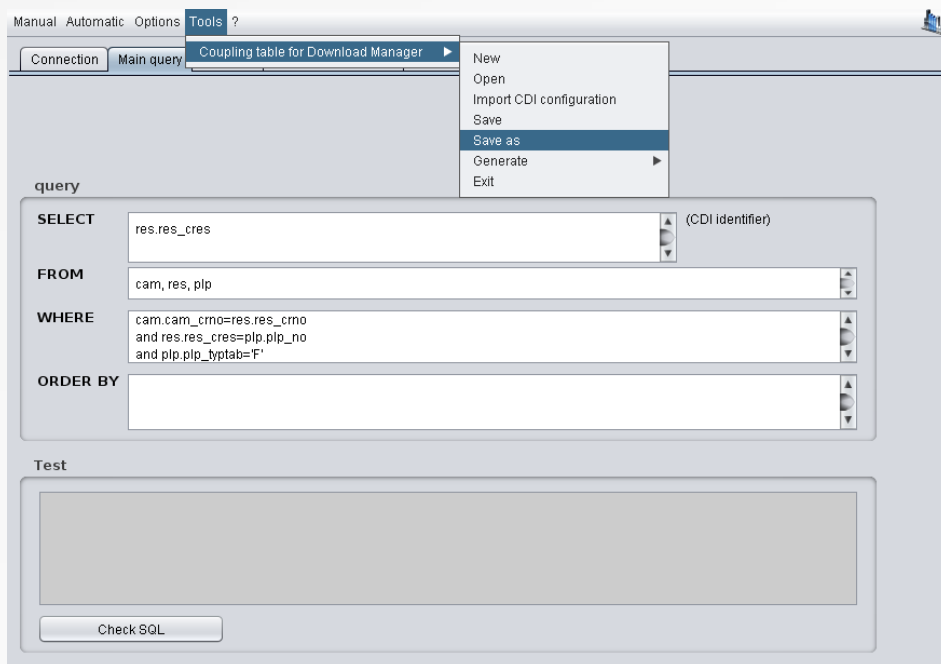 Manual Automatic Options Tools ?
Coupling table for Download Manager
Connection Main query
New
Open
Import CDI configuration
Save
Save as
Generate
Exit
query
SELECT
res.res_cres
(CDI identifier)
FROM
cam, res, plp
WHERE
cam.cam_crno=res.res_crno
and res.res_cres=plp.plp_no
and plp.plp_typtab='F'
ORDER BY
Test
Check SQL